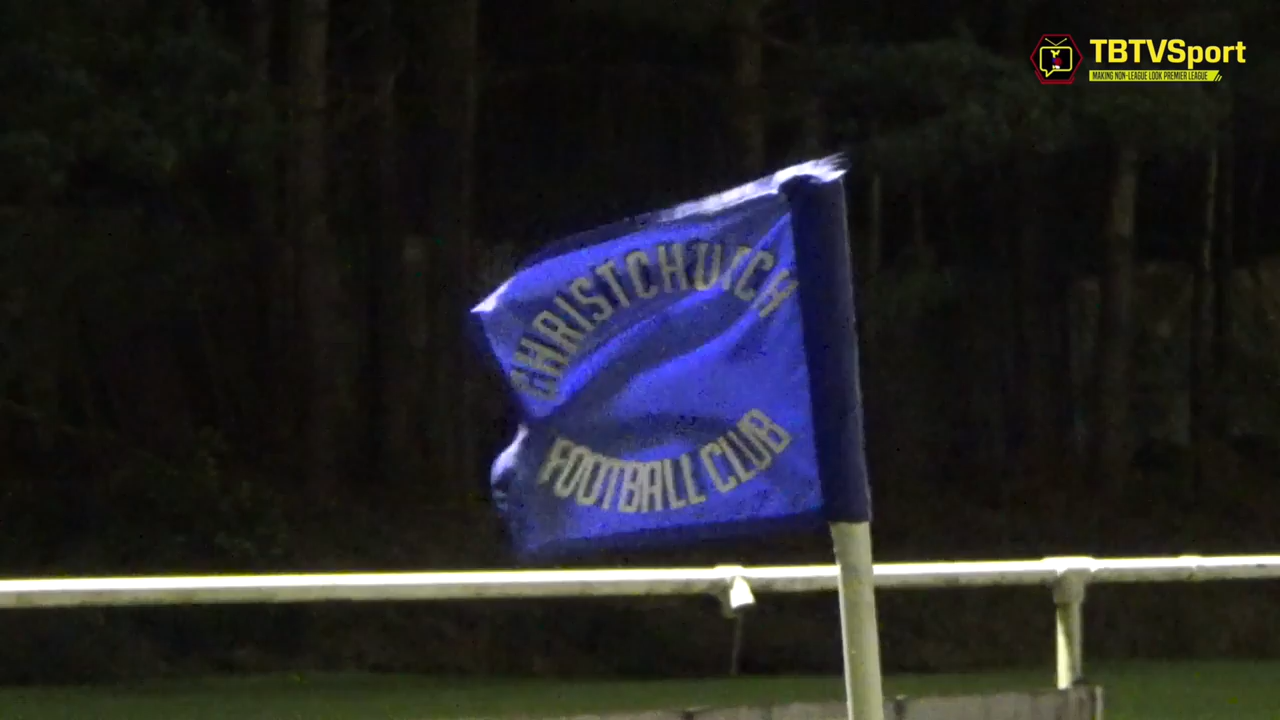 TBTVSport
MAKING NON-LEAGUE LOOK PREMIER LEAGUE
CHRISTCHURCH
FOOTBALL CLUB